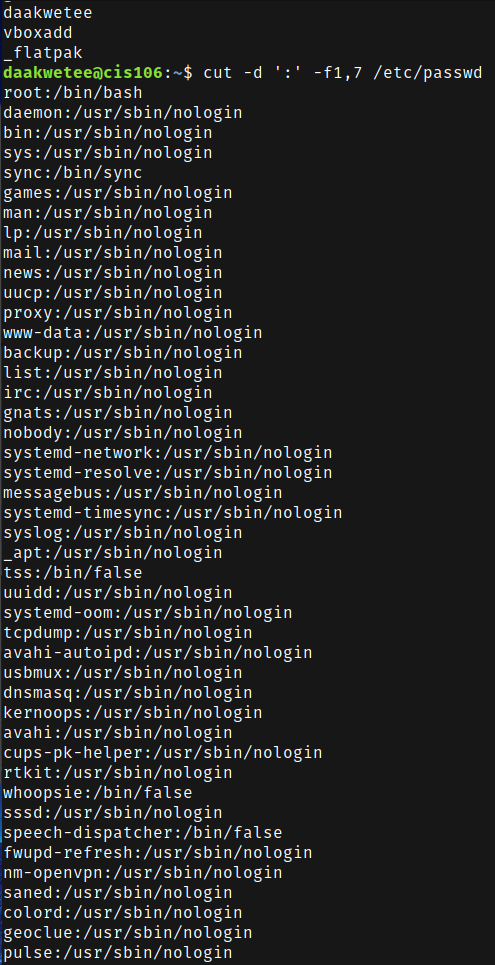 daakwetee
vboxadd
_flatpak
daakwetee@cis106:~$ cut -d ':' -f1,7 /etc/passwd
root:/bin/bash
daemon:/usr/sbin/nologin
bin:/usr/sbin/nologin
sys:/usr/sbin/nologin
sync:/bin/sync
games:/usr/sbin/nologin
man:/usr/sbin/nologin
lp:/usr/sbin/nologin
mail:/usr/sbin/nologin
news:/usr/sbin/nologin
uucp:/usr/sbin/nologin
proxy:/usr/sbin/nologin
www-data:/usr/sbin/nologin
backup:/usr/sbin/nologin
list:/usr/sbin/nologin
irc:/usr/sbin/nologin
gnats:/usr/sbin/nologin
nobody:/usr/sbin/nologin
systemd-network:/usr/sbin/nologin
systemd-resolve:/usr/sbin/nologin
messagebus:/usr/sbin/nologin
systemd-timesync:/usr/sbin/nologin
syslog:/usr/sbin/nologin
_apt:/usr/sbin/nologin
tss:/bin/false
uuidd:/usr/sbin/nologin
systemd-oom:/usr/sbin/nologin
tcpdump:/usr/sbin/nologin
avahi-autoipd:/usr/sbin/nologin
usbmux:/usr/sbin/nologin
dnsmasq:/usr/sbin/nologin
kernoops:/usr/sbin/nologin
avahi:/usr/sbin/nologin
cups-pk-helper:/usr/sbin/nologin
rtkit:/usr/sbin/nologin
whoopsie:/bin/false
sssd:/usr/sbin/nologin
speech-dispatcher:/bin/false
fwupd-refresh:/usr/sbin/nologin
nm-openvpn:/usr/sbin/nologin
saned:/usr/sbin/nologin
colord:/usr/sbin/nologin
geoclue:/usr/sbin/nologin
pulse:/usr/sbin/nologin